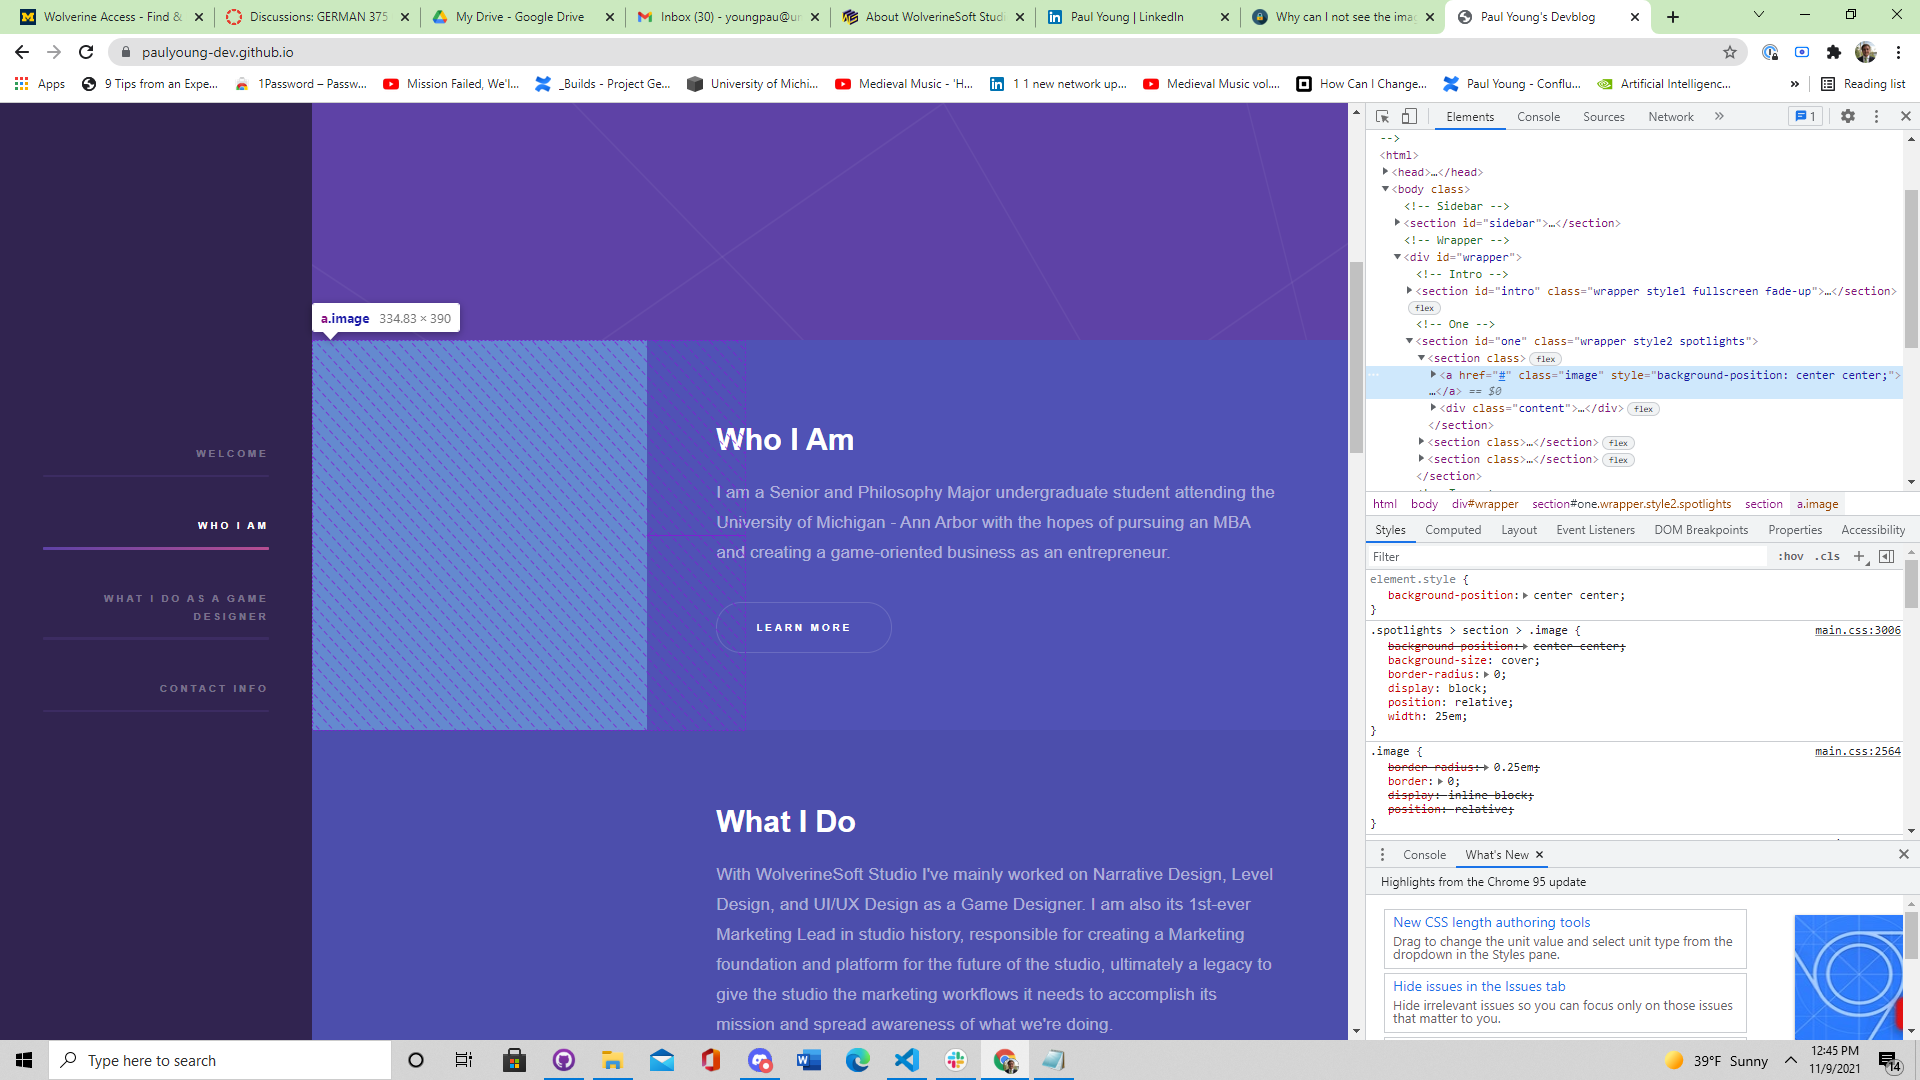 Wolverine Access - Find &
Discussions: GERMAN 375
My Drive - Google Drive
Inbox (30) - youngpau@un
About WolverineSoft Studi
Paul Young | LinkedIn
Why can I not see the imag
Paul Young's Devblog
paulyoung-dev.github.io
Apps
9 Tips from an Expe...
1Password – Passw...
Mission Failed, We'l...
_Builds - Project Ge...
University of Michi...
Medieval Music - 'H...
1 1 new network up...
Medieval Music vol....
How Can I Change...
Paul Young - Conflu...
Artificial Intelligenc...
»
Reading list
WELCOME
WHO I AM
WHAT I DO AS A GAME
DESIGNER
CONTACT INFO
a.image 334.83 × 390
Who I Am
I am a Senior and Philosophy Major undergraduate student attending the
University of Michigan - Ann Arbor with the hopes of pursuing an MBA
and creating a game-oriented business as an entrepreneur.
LEARN MORE
What I Do
With WolverineSoft Studio I've mainly worked on Narrative Design, Level
Design, and UI/UX Design as a Game Designer. I am also its 1st-ever
Marketing Lead in studio history, responsible for creating a Marketing
foundation and platform for the future of the studio, ultimately a legacy to
give the studio the marketing workflows it needs to accomplish its
mission and spread awareness of what we're doing.
Elements Console Sources Network » 1
-->
<html>
<head>…</head>
<body class>
<!-- Sidebar -->
<section id="sidebar">…</section>
<!-- Wrapper -->
<div id="wrapper">
<!-- Intro -->
<section id="intro" class="wrapper style1 fullscreen fade-up">…</section>
flex
<!-- One -->
<section id="one" class="wrapper style2 spotlights">
<section class> flex
<a href="#" class="image" style="background-position: center center;">
…</a> == $0
<div class="content">…</div> flex
</section>
<section class>…</section> flex
<section class>…</section> flex
</section>
html body div#wrapper section#one.wrapper.style2.spotlights section a.image
Styles Computed Layout Event Listeners DOM Breakpoints Properties Accessibility
Filter :hov .cls +
element.style {
background-position: center center;
}
.spotlights > section > .image { main.css:3006
background-position: center center;
background-size: cover;
border-radius: 0;
display: block;
position: relative;
width: 25em;
}
.image { main.css:2564
border-radius: 0.25em;
border: 0;
display: inline-block;
position: relative;
}
Console What's New
Highlights from the Chrome 95 update
New CSS length authoring tools
Drag to change the unit value and select unit type from the
dropdown in the Styles pane.
Hide issues in the Issues tab
Hide irrelevant issues so you can focus only on those issues
that matter to you.
Type here to search
39°F Sunny
12:45 PM
11/9/2021
14